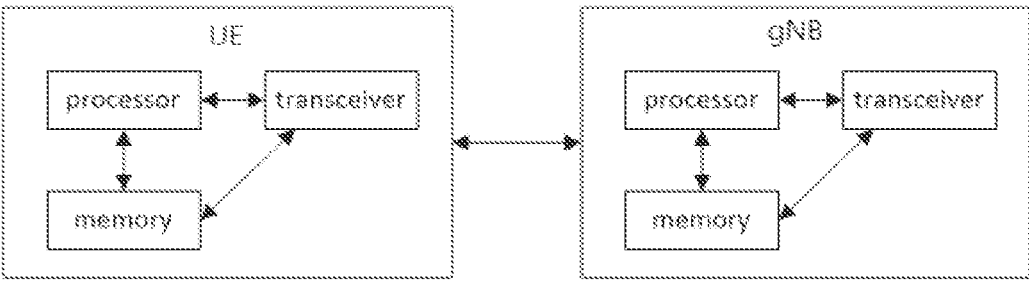 UE
processor
transceiver
memory
gNB
processor
transceiver
memory